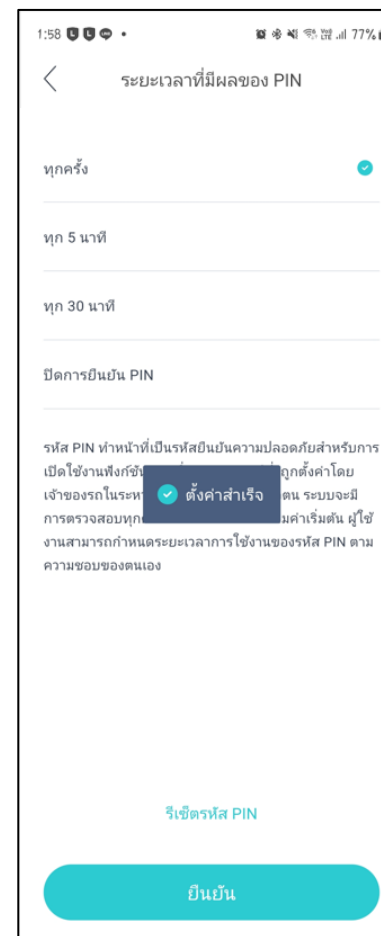 1:58
77%
ระยะเวลาที่มีผลของ PIN
ทุกครั้ง
ทุก 5 นาที
ทุก 30 นาที
ปิดการยืนยัน PIN
รหัส PIN ทำหน้าที่เป็นรหัสยืนยันความปลอดภัยสำหรับการ
เปิดใช้งานฟังก์ชัน ถูกตั้งค่าโดย
เจ้าของรถในระห ตน ระบบจะมี
ตั้งค่าสำเร็จ
การตรวจสอบทุก มค่าเริ่มต้น ผู้ใช้
งานสามารถกำหนดระยะเวลาการใช้งานของรหัส PIN ตาม
ความชอบของตนเอง
รีเซ็ตรหัส PIN
ยืนยัน